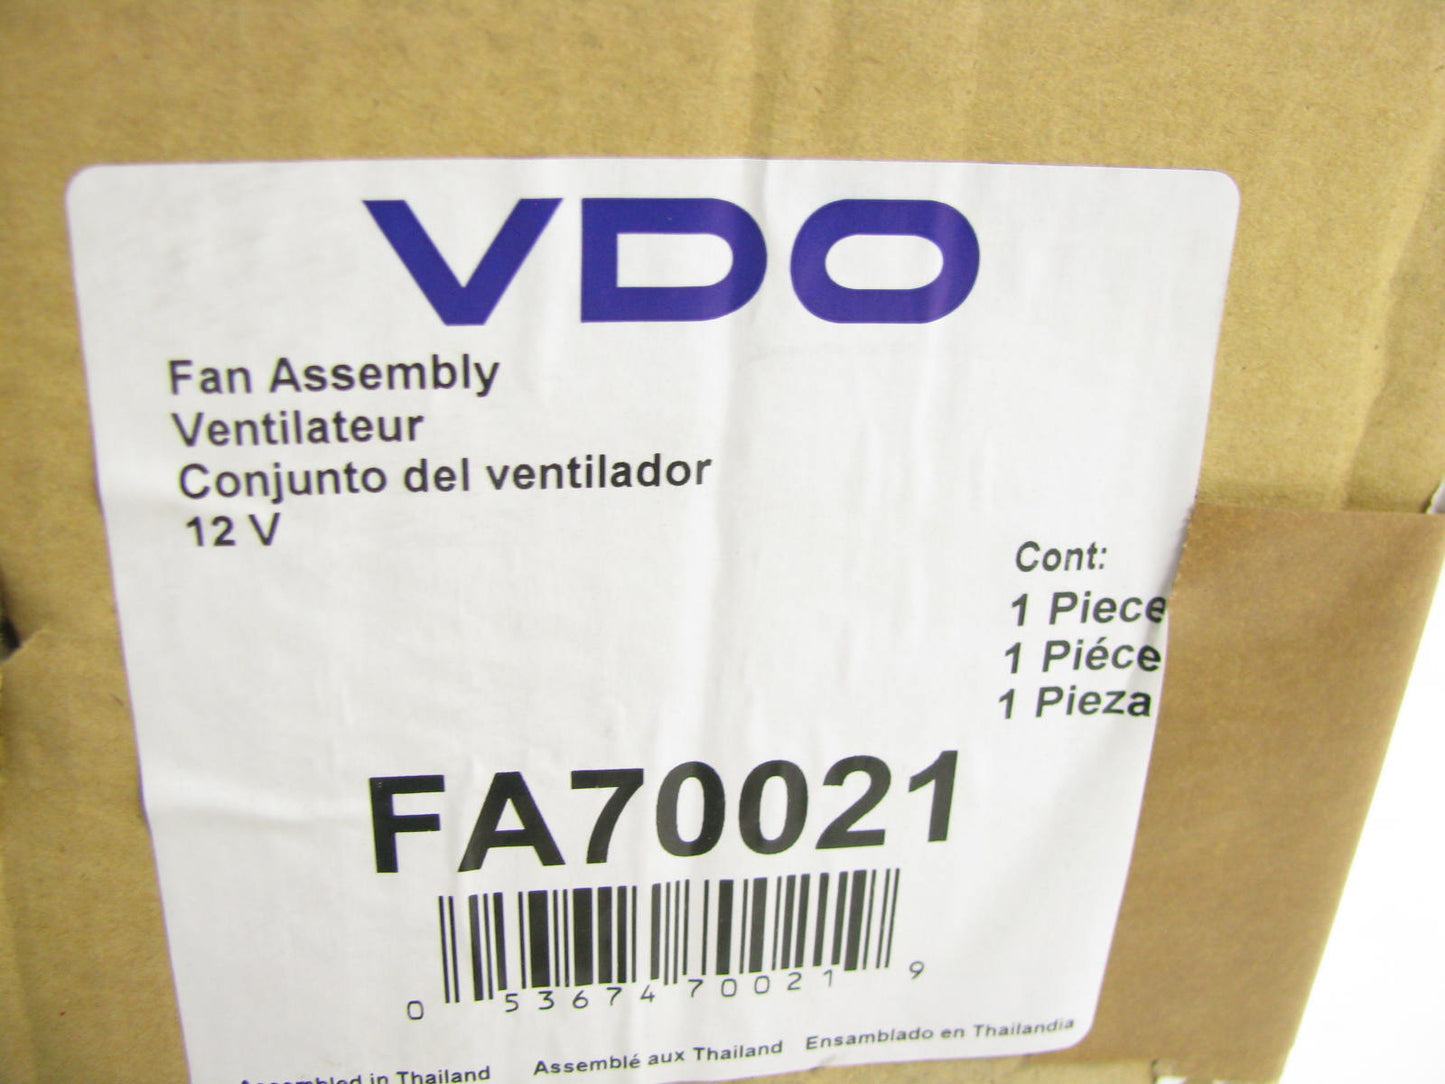 VDO
Fan Assembly
Ventilateur
Conjunto del ventilador
12 V
Cont:
1 Piece
1 Piéce
1 Pieza
FA70021
0 53674 70021 9
Assembled in Thailand Assemblé aux Thailand Ensamblado en Thailandia